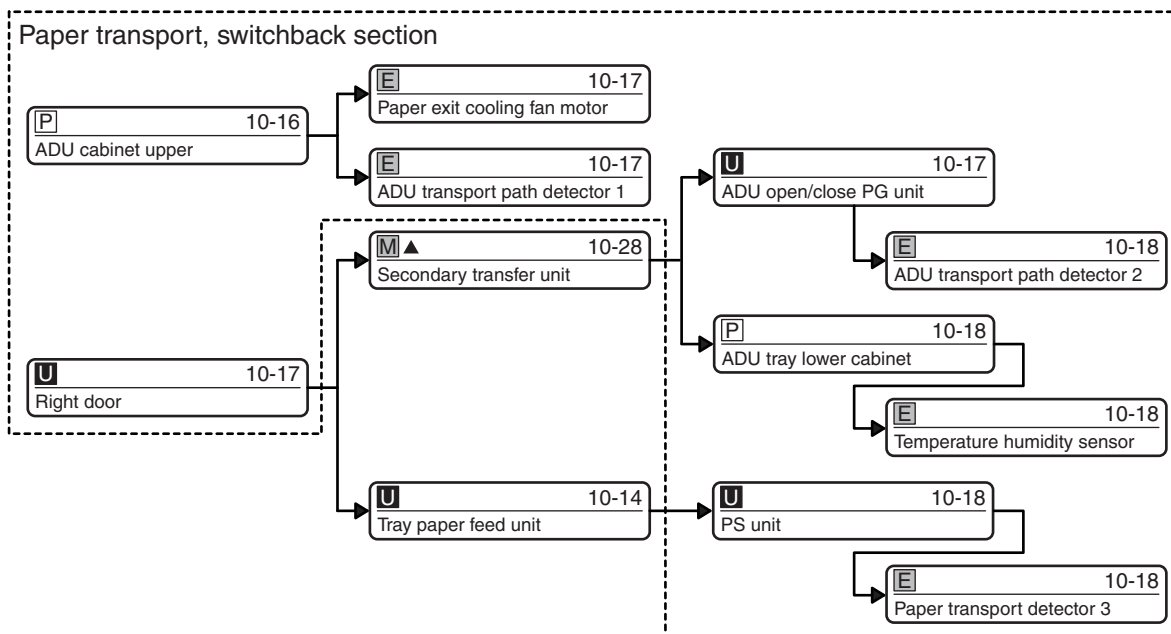 Paper transport, switchback section
E 10-17
Paper exit cooling fan motor
P 10-16
ADU cabinet upper
E 10-17
ADU transport path detector 1
U 10-17
ADU open/close PG unit
M ▲ 10-28
Secondary transfer unit
E 10-18
ADU transport path detector 2
P 10-18
ADU tray lower cabinet
U 10-17
Right door
E 10-18
Temperature humidity sensor
U 10-14
Tray paper feed unit
U 10-18
PS unit
E 10-18
Paper transport detector 3